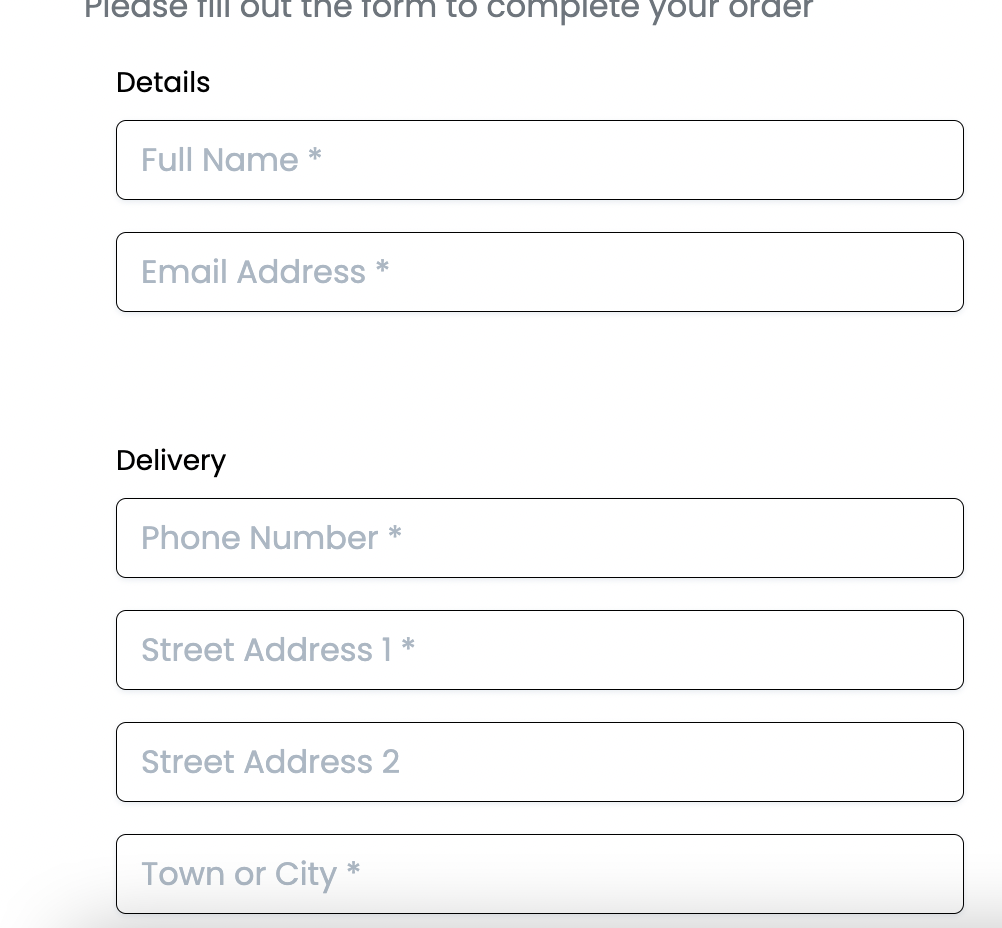 Please fill out the form to complete your order
Details
Full Name *
Email Address *
Delivery
Phone Number *
Street Address 1 *
Street Address 2
Town or City *